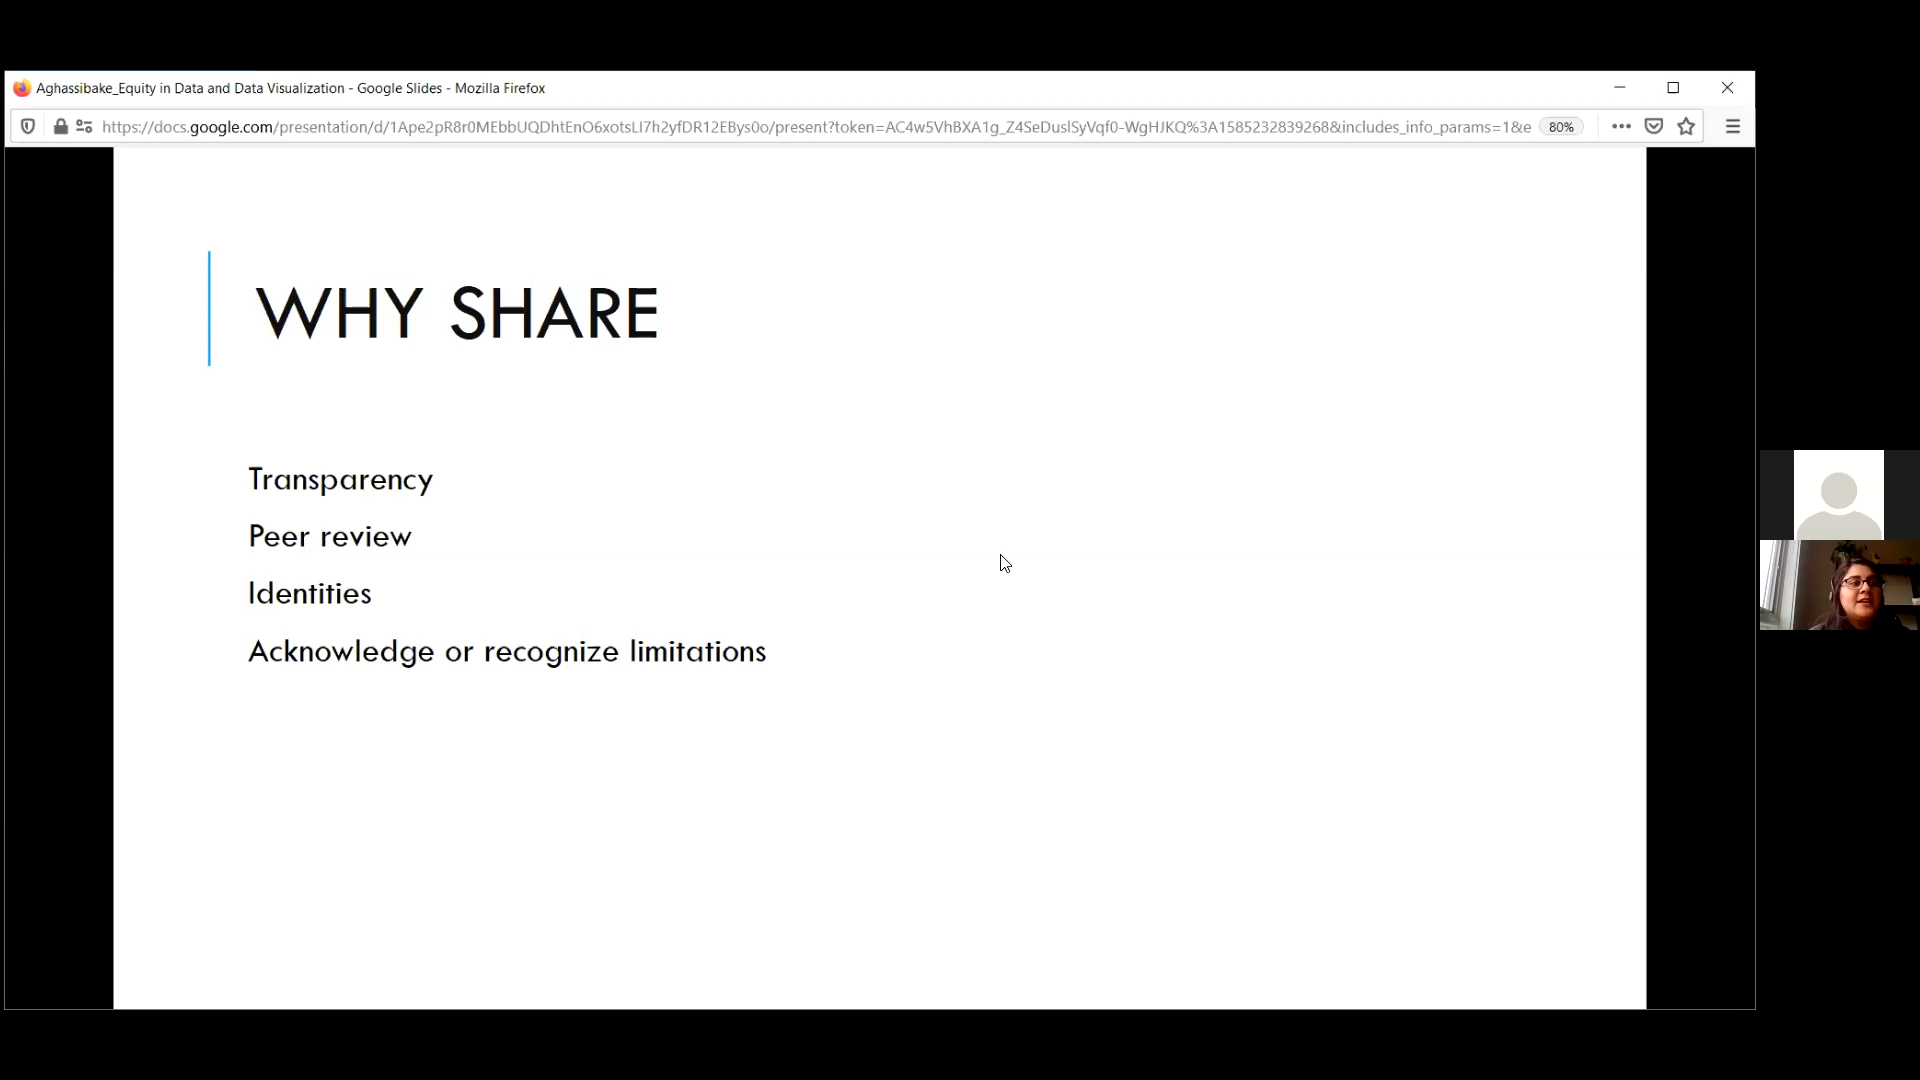 Aghassibake_Equity in Data and Data Visualization - Google Slides - Mozilla Firefox
https://docs.google.com/presentation/d/1Ape2pR8r0MEbbUQDhtEnO6xotsLI7h2yfDR12EBys0o/present?token=AC4w5VhBXA1g_Z4SeDuslSyVqf0-WgHJKQ%3A1585232839268&includes_info_params=1&e 80%
WHY SHARE
Transparency
Peer review
Identities
Acknowledge or recognize limitations